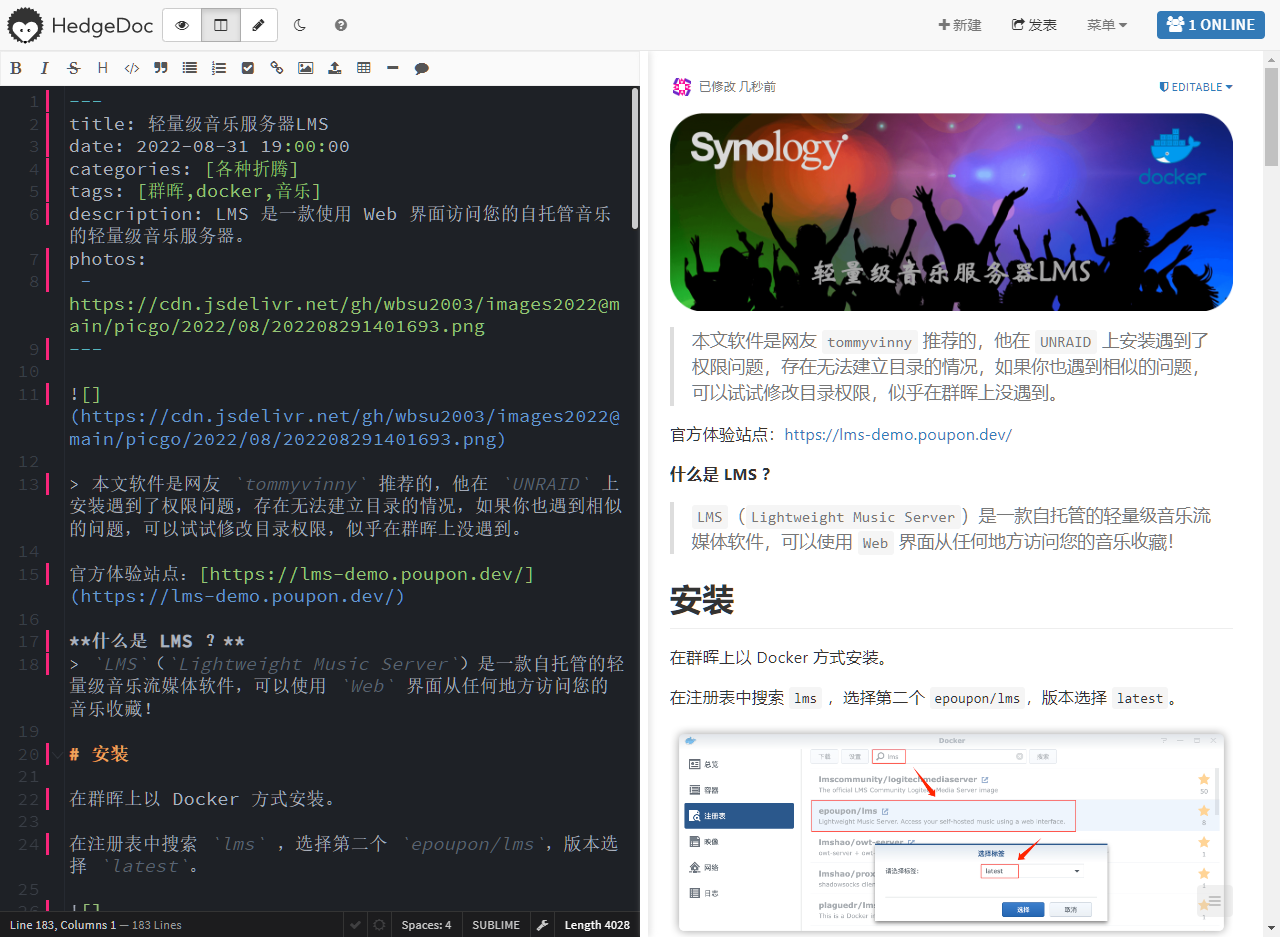 HedgeDoc
新建
发表
菜单
1 ONLINE
B I S H
1 ---
2 title: 轻量级音乐服务器LMS
3 date: 2022-08-31 19:00:00
4 categories: [各种折腾]
5 tags: [群晖,docker,音乐]
6 description: LMS 是一款使用 Web 界面访问您的自托管音乐
的轻量级音乐服务器。
7 photos:
8 -
https://cdn.jsdelivr.net/gh/wbsu2003/images2022@m
ain/picgo/2022/08/202208291401693.png
9 ---
10
11 ![]
(https://cdn.jsdelivr.net/gh/wbsu2003/images2022@
main/picgo/2022/08/202208291401693.png)
12
13 > 本文软件是网友 `tommyvinny` 推荐的，他在 `UNRAID` 上
安装遇到了权限问题，存在无法建立目录的情况，如果你也遇到相似
的问题，可以试试修改目录权限，似乎在群晖上没遇到。
14
15 官方体验站点：[https://lms-demo.poupon.dev/]
(https://lms-demo.poupon.dev/)
16
17 **什么是 LMS ？**
18 > `LMS`（`Lightweight Music Server`）是一款自托管的轻
量级音乐流媒体软件，可以使用 `Web` 界面从任何地方访问您的
音乐收藏！
19
20 # 安装
21
22 在群晖上以 Docker 方式安装。
23
24 在注册表中搜索 `lms` ，选择第二个 `epoupon/lms`，版本选
择 `latest`。
25
26 ![]
Line 183, Columns 1 — 183 Lines
Spaces: 4
SUBLIME
Length 4028
已修改 几秒前
EDITABLE
Synology
docker
轻量级音乐服务器LMS
本文软件是网友 tommyvinny 推荐的，他在 UNRAID 上安装遇到了
权限问题，存在无法建立目录的情况，如果你也遇到相似的问题，
可以试试修改目录权限，似乎在群晖上没遇到。
官方体验站点：https://lms-demo.poupon.dev/
什么是 LMS ？
LMS （Lightweight Music Server）是一款自托管的轻量级音乐流
媒体软件，可以使用 Web 界面从任何地方访问您的音乐收藏！
安装
在群晖上以 Docker 方式安装。
在注册表中搜索 lms ，选择第二个 epoupon/lms，版本选择 latest。
Docker
总览
容器
注册表
映像
网络
日志
下载
设置
lms
搜索
lmscommunity/logitechmediaserver
The official LMS Community Logitech Media Server image
50
epoupon/lms
Lightweight Music Server. Access your self-hosted music using a web interface.
8
lmshao/owt-server
owt-server + owt
1
lmshao/prox
shadowsocks clie
1
plaguedr/lms
This is a Docker i
1
选择标签
请选择标签:
latest
选择
取消